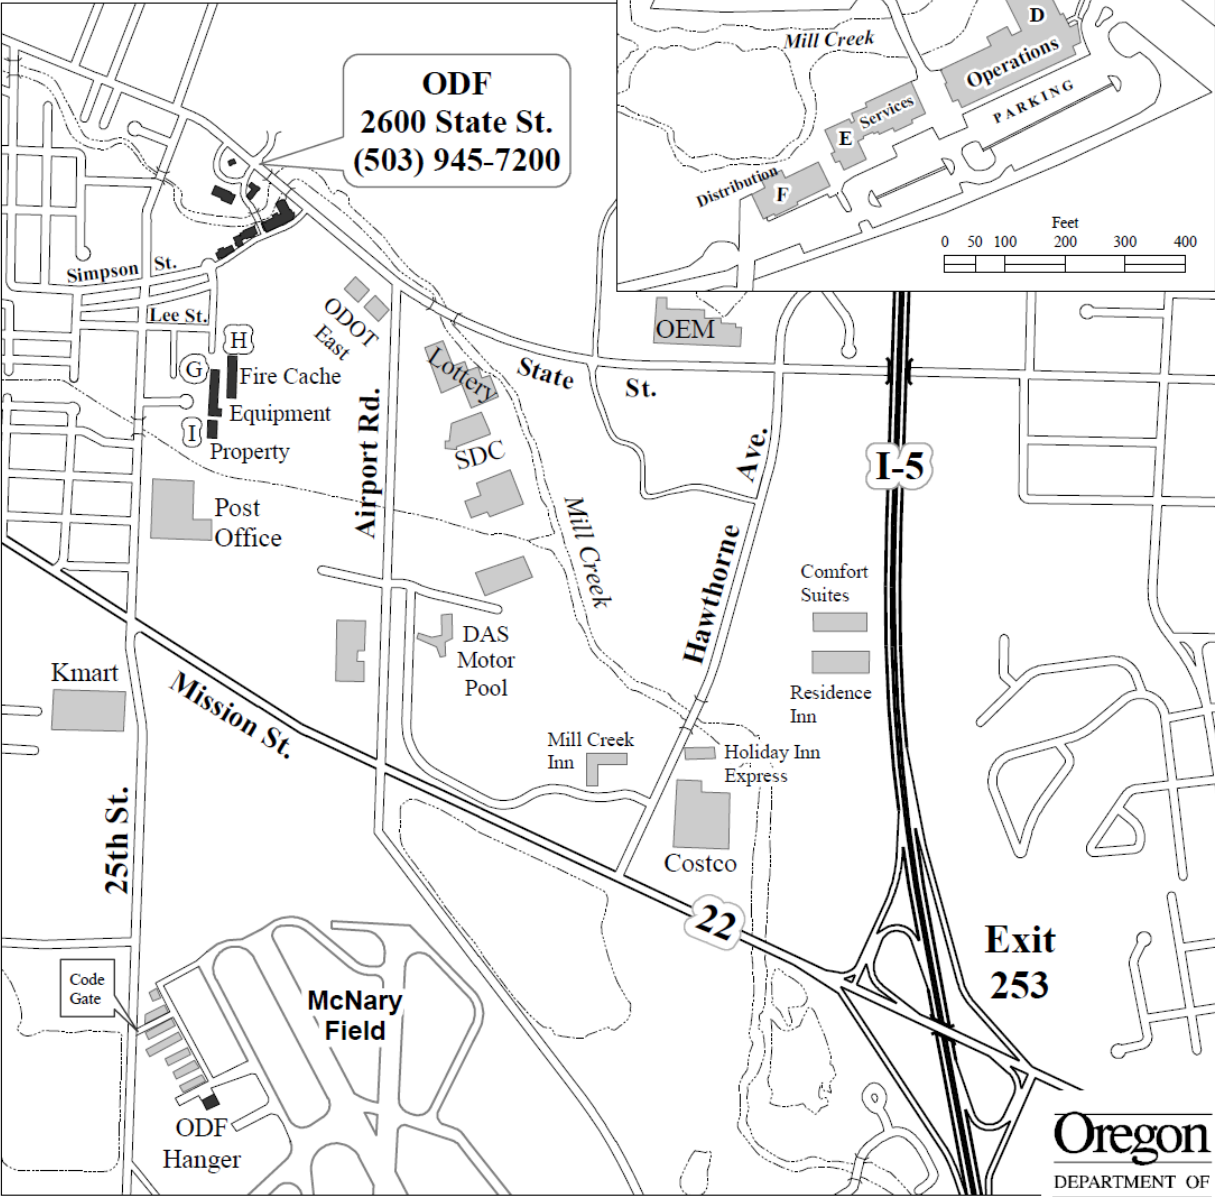 ODF
2600 State St.
(503) 945-7200
Mill Creek
D
Operations
PARKING
Services
E
Distribution
F
Feet
0 50 100 200 300 400
Simpson St.
Lee St.
ODOT
East
H
G
Fire Cache
Equipment
I
Property
Lottery
State St.
OEM
Airport Rd.
SDC
Ave.
I-5
Post
Office
Mill Creek
Hawthorne
Comfort
Suites
DAS
Motor
Pool
Residence
Inn
Kmart
Mission St.
Mill Creek
Inn
Holiday Inn
Express
25th St.
Costco
22
Exit
253
Code
Gate
McNary
Field
ODF
Hanger
Oregon
DEPARTMENT OF